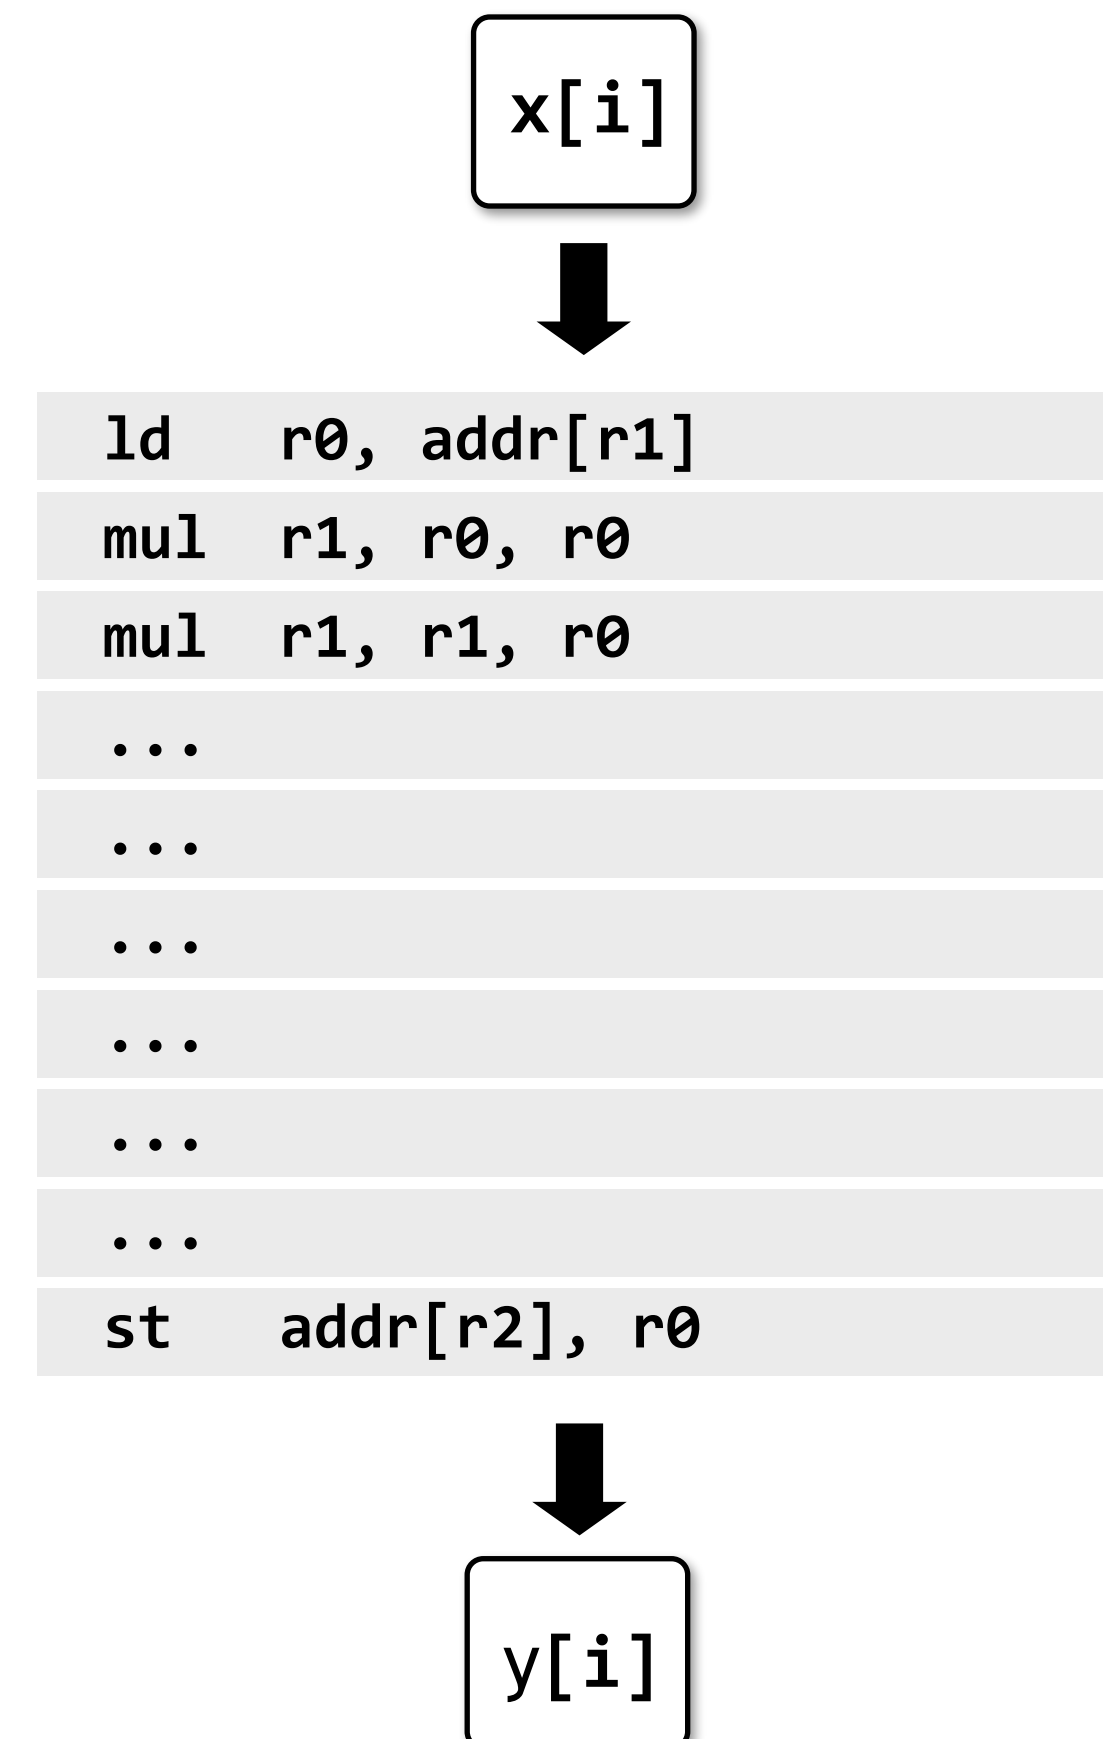 x[i]
ld r0, addr[r1]
mul r1, r0, r0
mul r1, r1, r0
...
...
...
...
...
...
st addr[r2], r0
y[i]